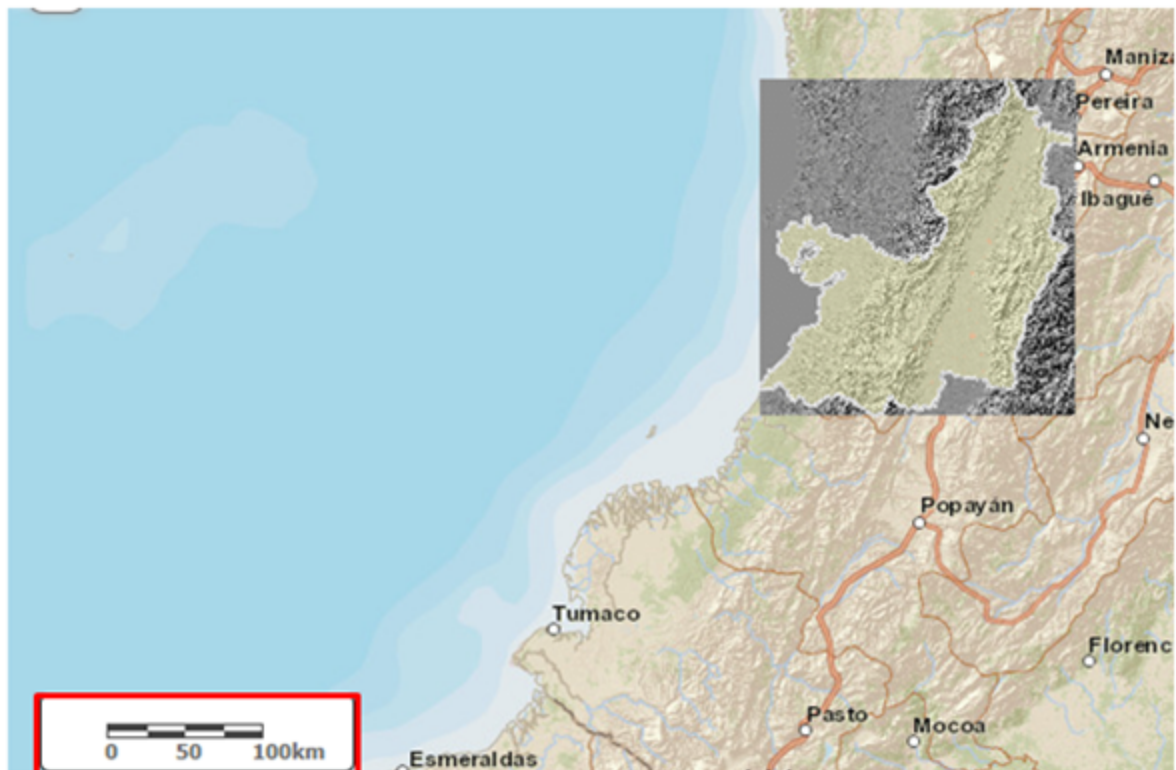 Maniza
Pereira
Armenia
Ibagué
Ne
Popayán
Tumaco
Florenc
Pasto
Mocoa
0 50 100km
Esmeraldas